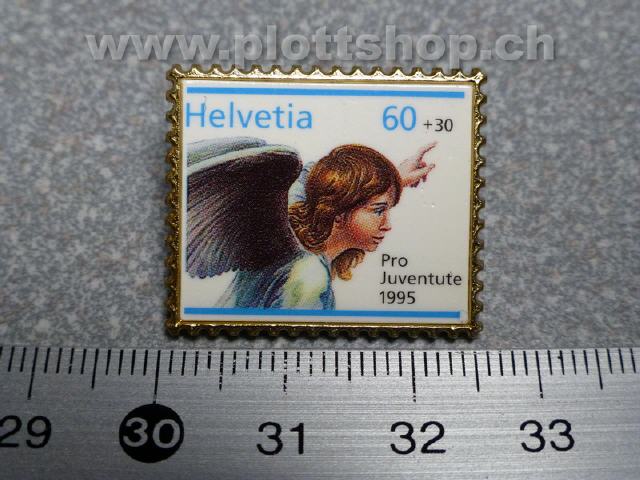 www.plottshop.ch
Helvetia 60 +30
Pro
Juventute
1995
29 30 31 32 33